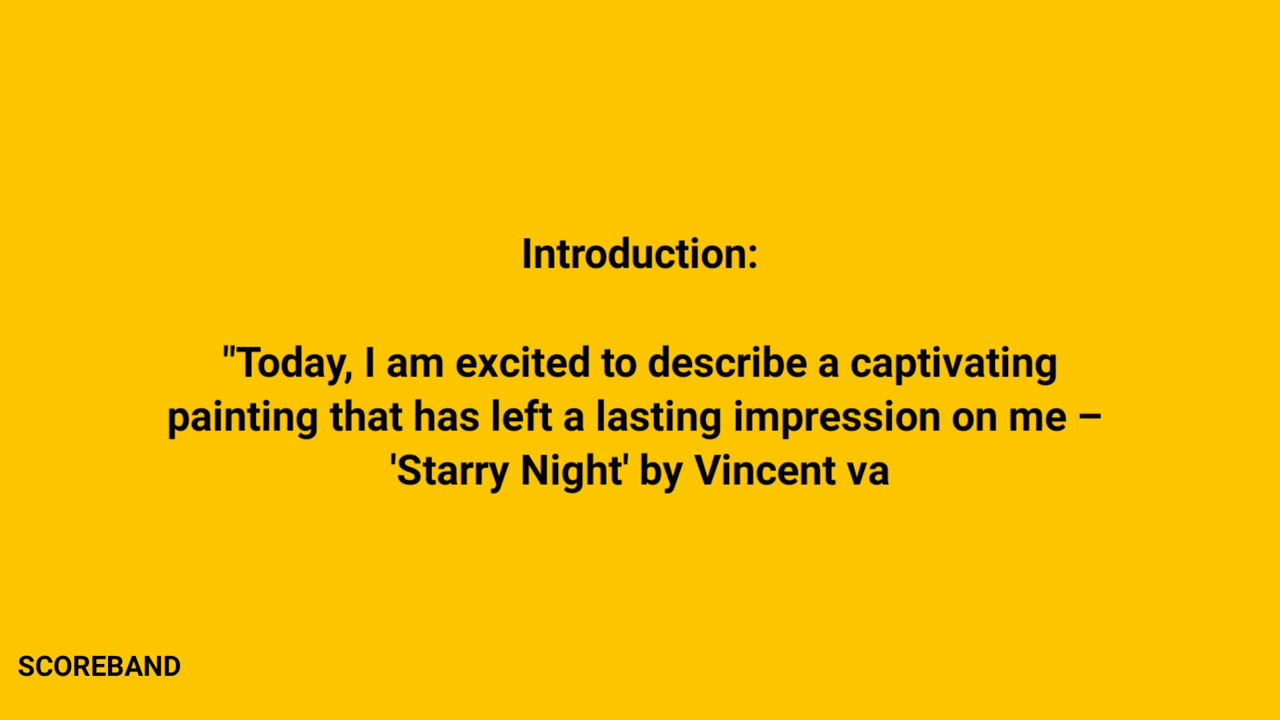 Introduction:
"Today, I am excited to describe a captivating
painting that has left a lasting impression on me –
'Starry Night' by Vincent va
SCOREBAND